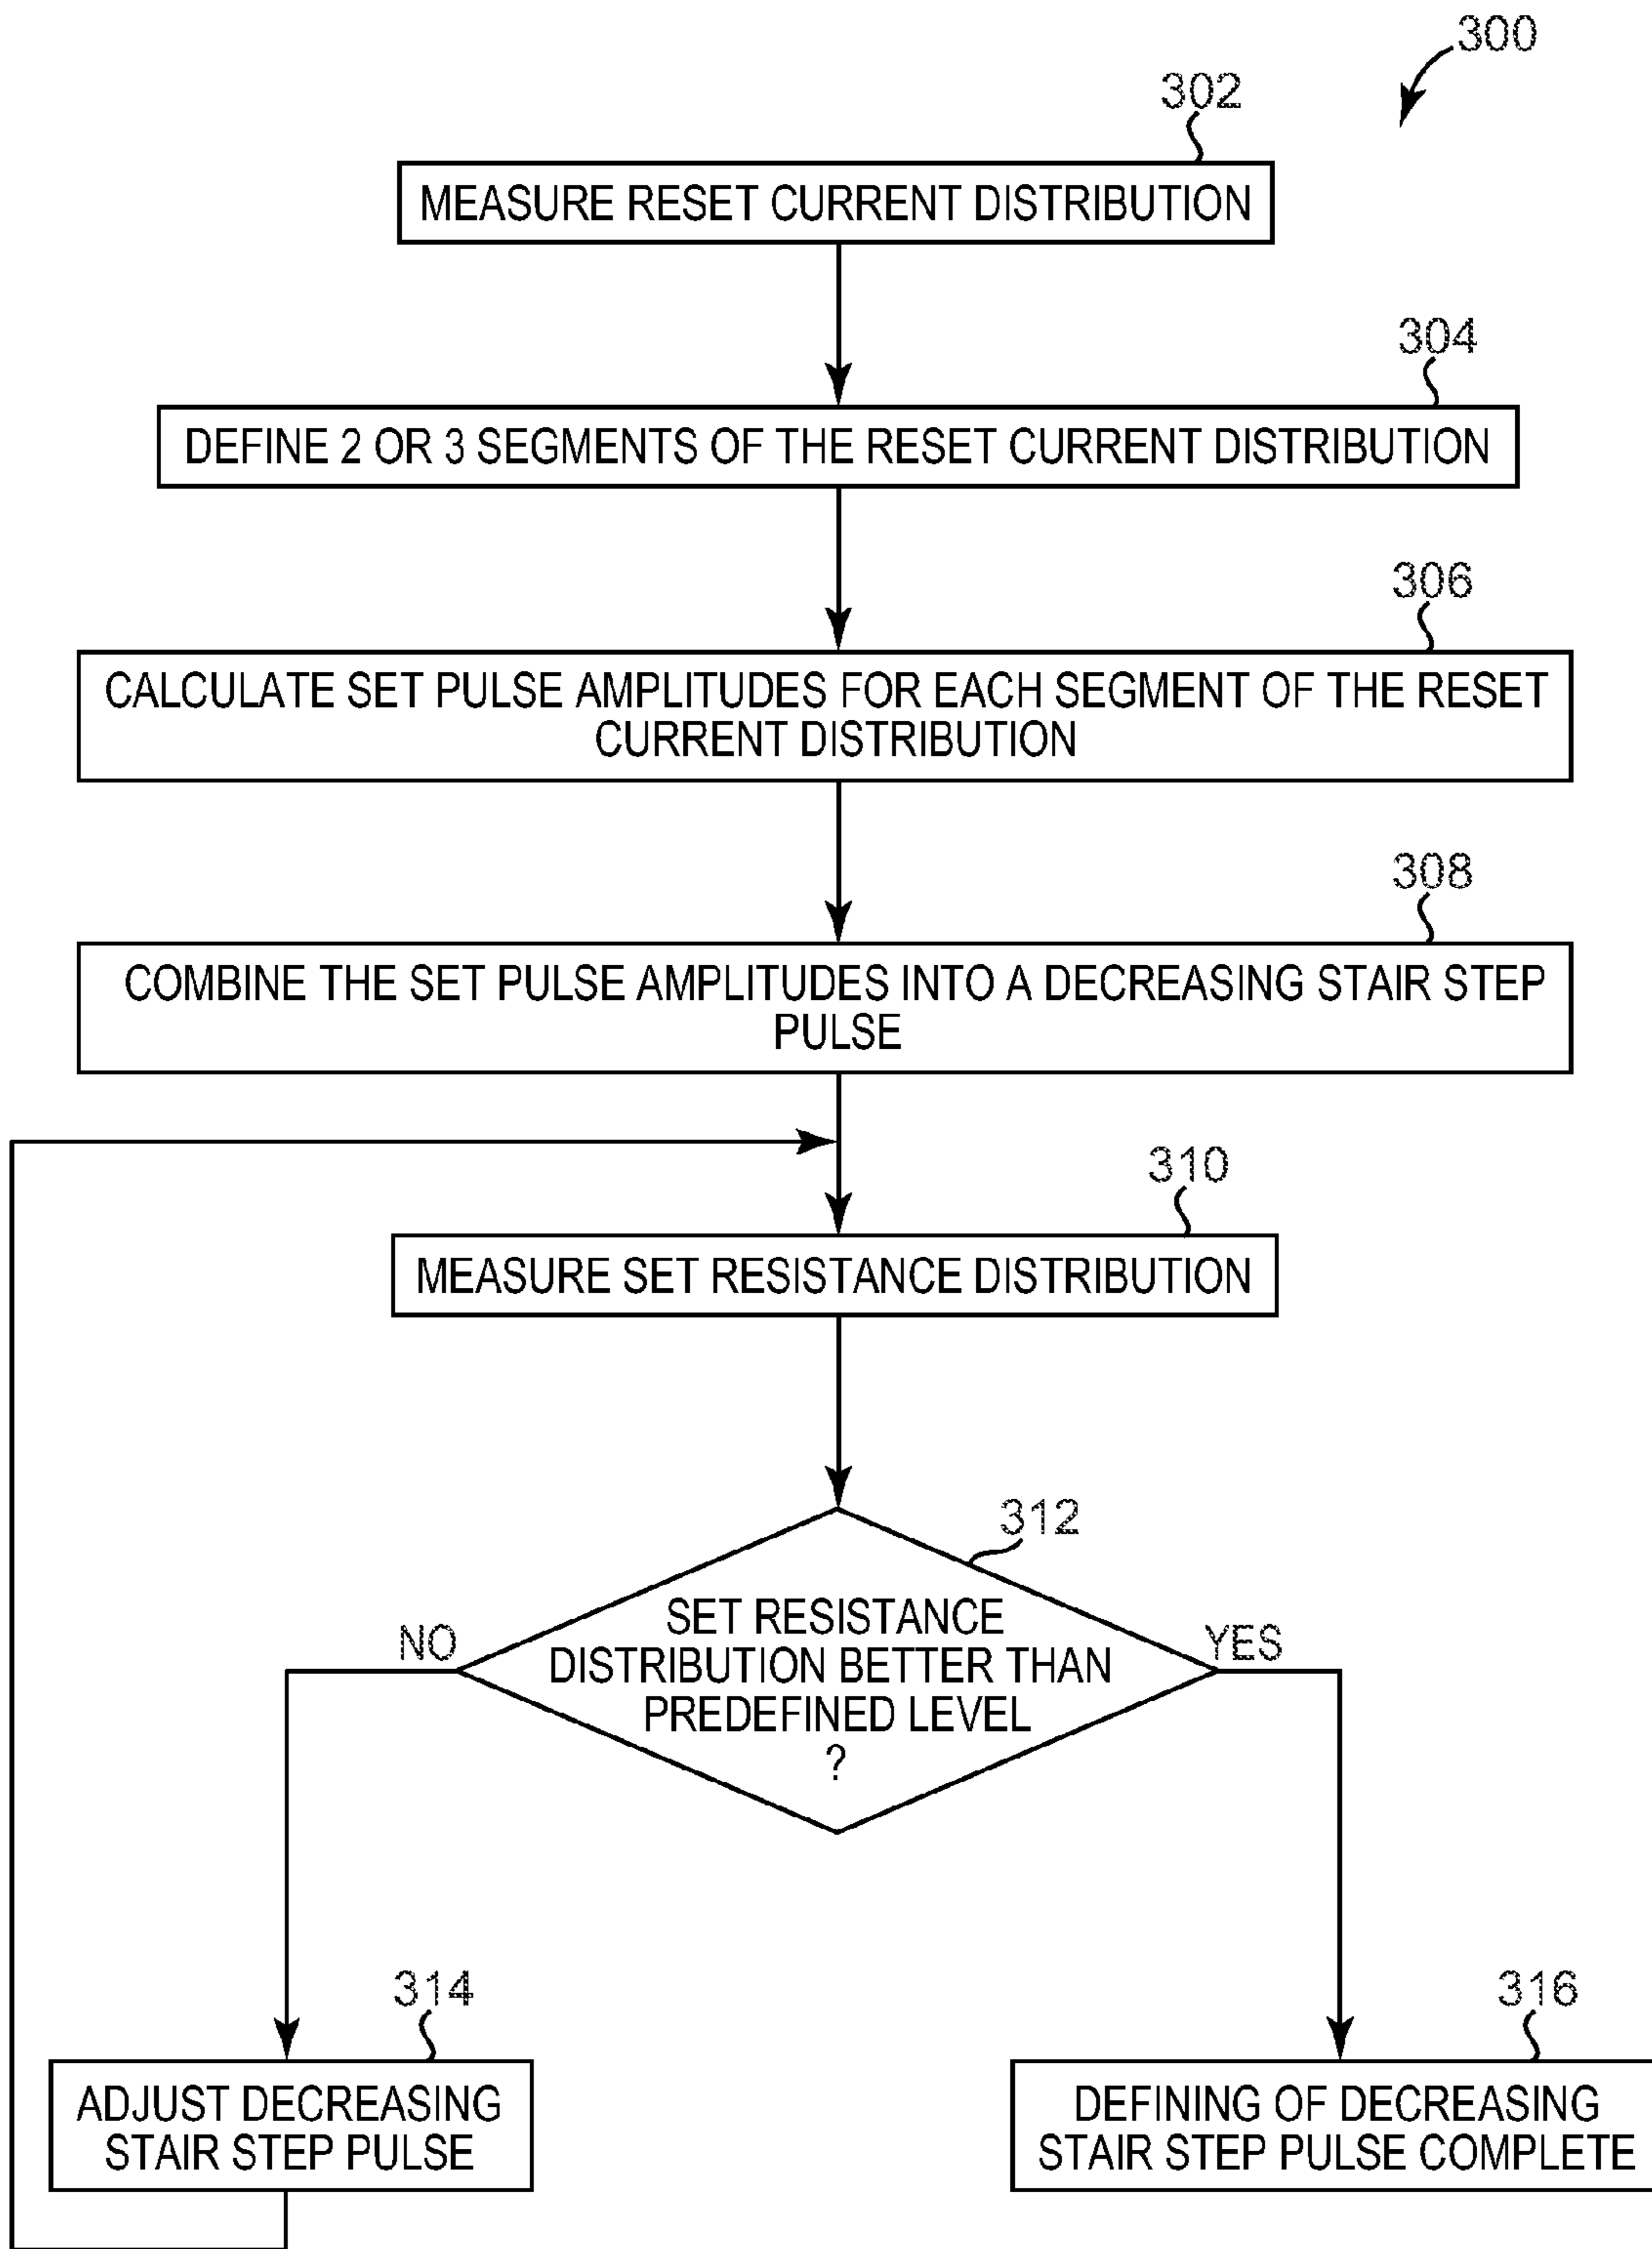 300
302
MEASURE RESET CURRENT DISTRIBUTION
304
DEFINE 2 OR 3 SEGMENTS OF THE RESET CURRENT DISTRIBUTION
306
CALCULATE SET PULSE AMPLITUDES FOR EACH SEGMENT OF THE RESET
CURRENT DISTRIBUTION
308
COMBINE THE SET PULSE AMPLITUDES INTO A DECREASING STAIR STEP
PULSE
310
MEASURE SET RESISTANCE DISTRIBUTION
312
SET RESISTANCE
DISTRIBUTION BETTER THAN
PREDEFINED LEVEL
?
NO
YES
314
ADJUST DECREASING
STAIR STEP PULSE
316
DEFINING OF DECREASING
STAIR STEP PULSE COMPLETE